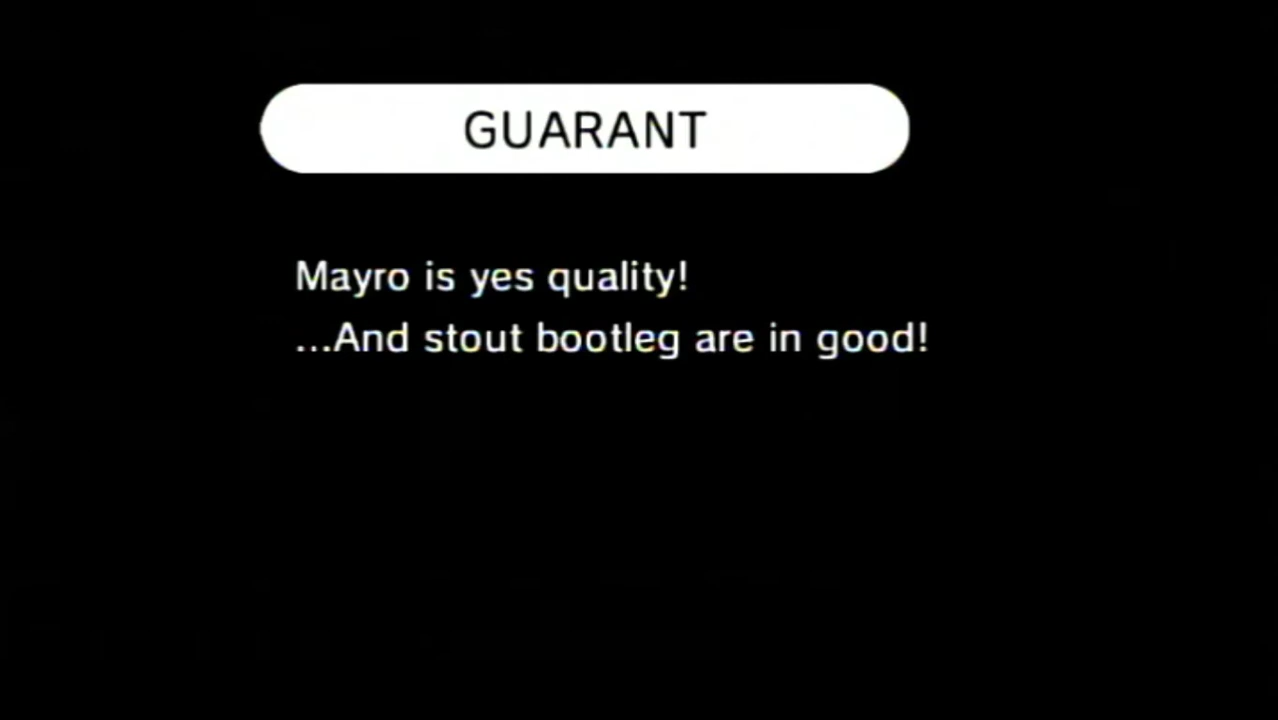 GUARANT
Mayro is yes quality!
...And stout bootleg are in good!